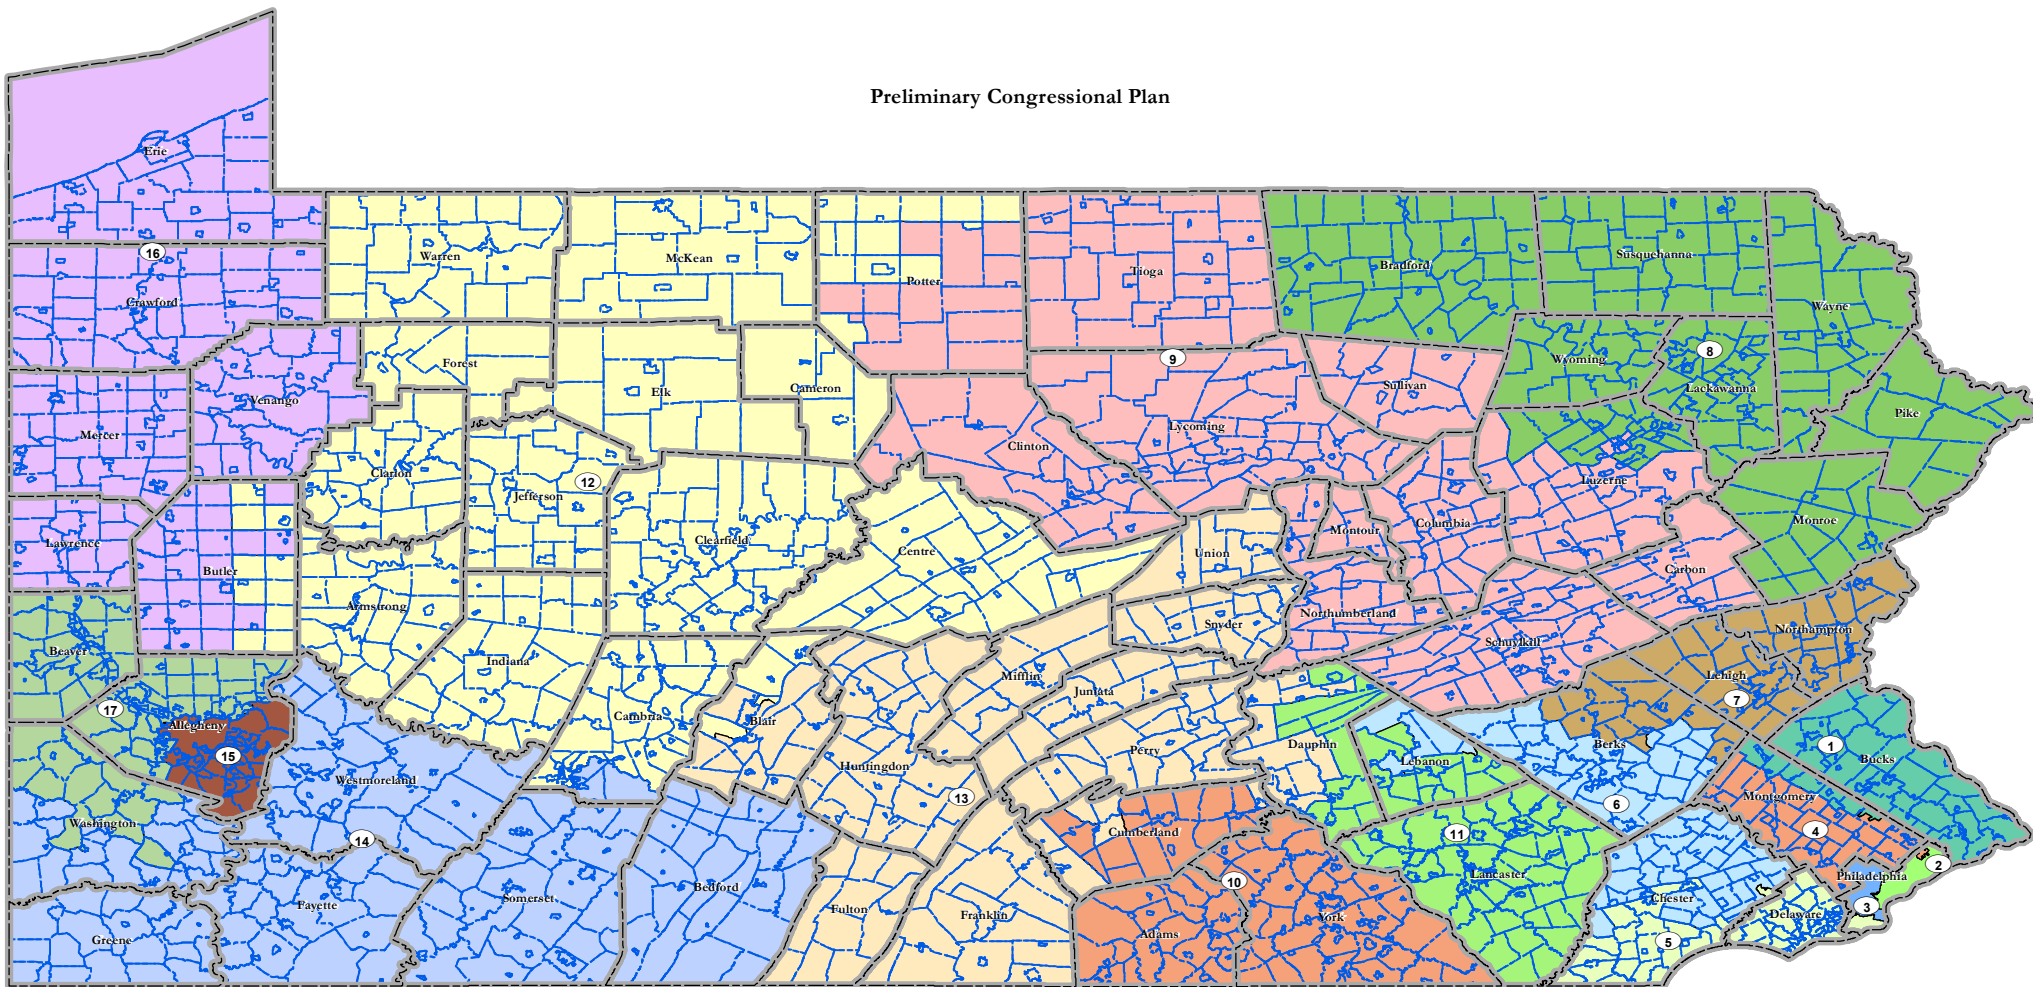 Preliminary Congressional Plan
Erie
16
Crawford
Warren
McKean
Potter
Tioga
Bradford
Susquehanna
Wayne
Forest
Elk
Cameron
9
Sullivan
Wyoming
8
Lackawanna
Pike
Venango
Mercer
Clarion
12
Jefferson
Clinton
Lycoming
Luzerne
Monroe
Lawrence
Butler
Armstrong
Clearfield
Centre
Union
Montour
Columbia
Carbon
Beaver
Indiana
Snyder
Northumberland
Schuylkill
Northampton
Lehigh
7
17
Allegheny
15
Cambria
Blair
Mifflin
Juniata
Perry
Dauphin
Lebanon
Berks
1
Bucks
Westmoreland
Huntingdon
13
6
Montgomery
4
Washington
14
Cumberland
11
Lancaster
2
Philadelphia
3
Greene
Fayette
Somerset
Bedford
Fulton
Franklin
10
Adams
York
Chester
Delaware
5